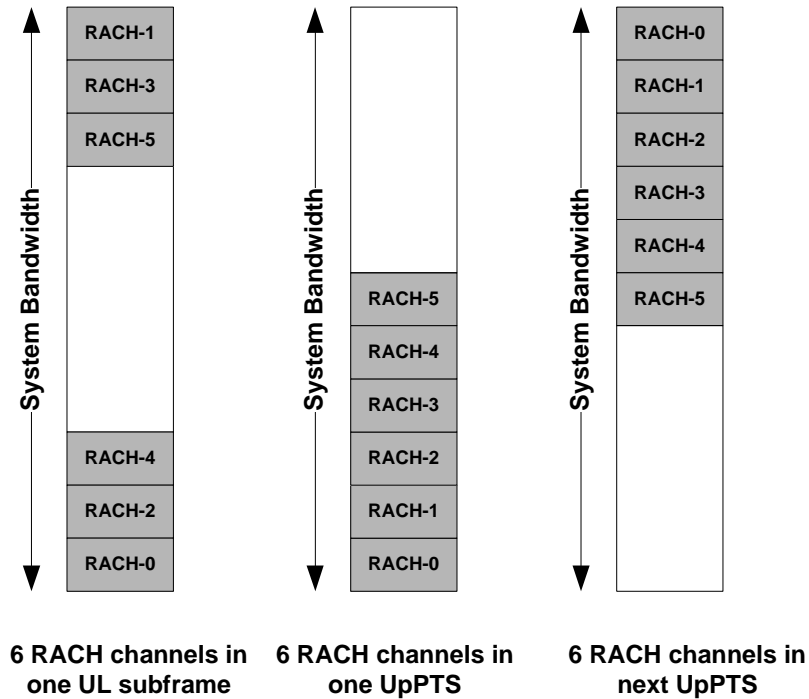 System Bandwidth
RACH-1
RACH-3
RACH-5
RACH-4
RACH-2
RACH-0
6 RACH channels in
one UL subframe
System Bandwidth
RACH-5
RACH-4
RACH-3
RACH-2
RACH-1
RACH-0
6 RACH channels in
one UpPTS
System Bandwidth
RACH-0
RACH-1
RACH-2
RACH-3
RACH-4
RACH-5
6 RACH channels in
next UpPTS